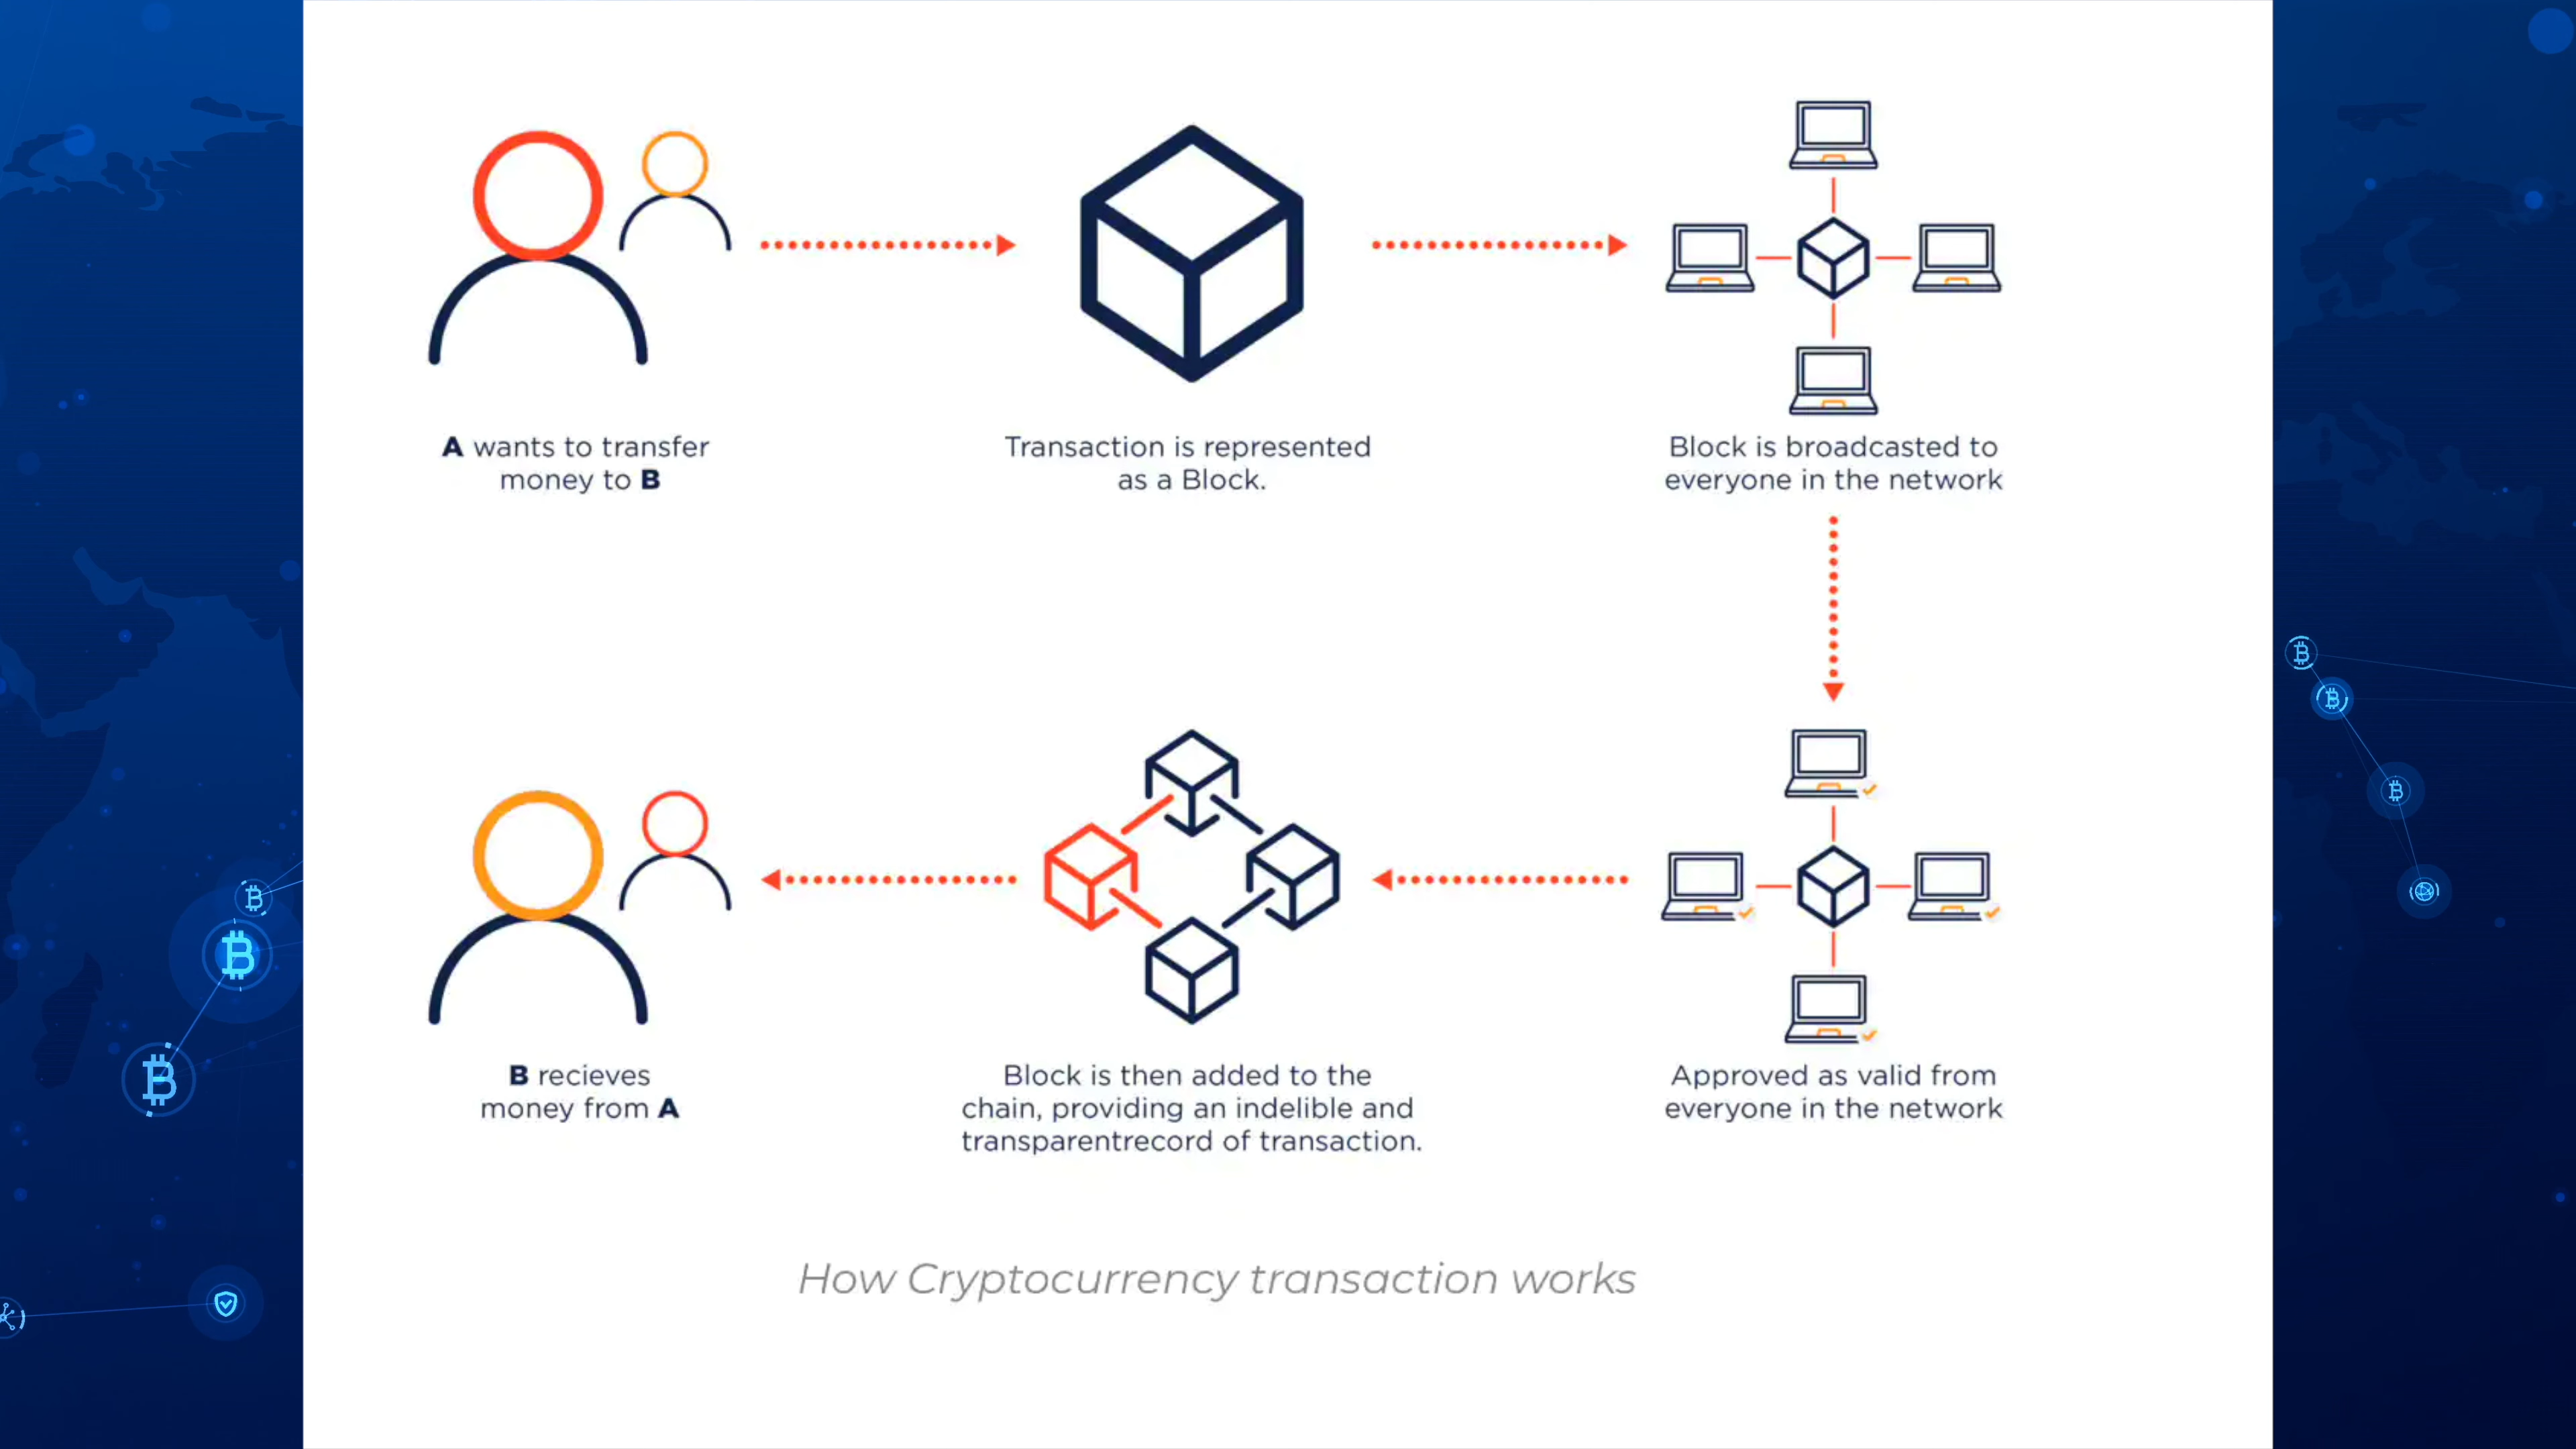 A wants to transfer
money to B
Transaction is represented
as a Block.
Block is broadcasted to
everyone in the network
B recieves
money from A
Block is then added to the
chain, providing an indelible and
transparentrecord of transaction.
Approved as valid from
everyone in the network
How Cryptocurrency transaction works